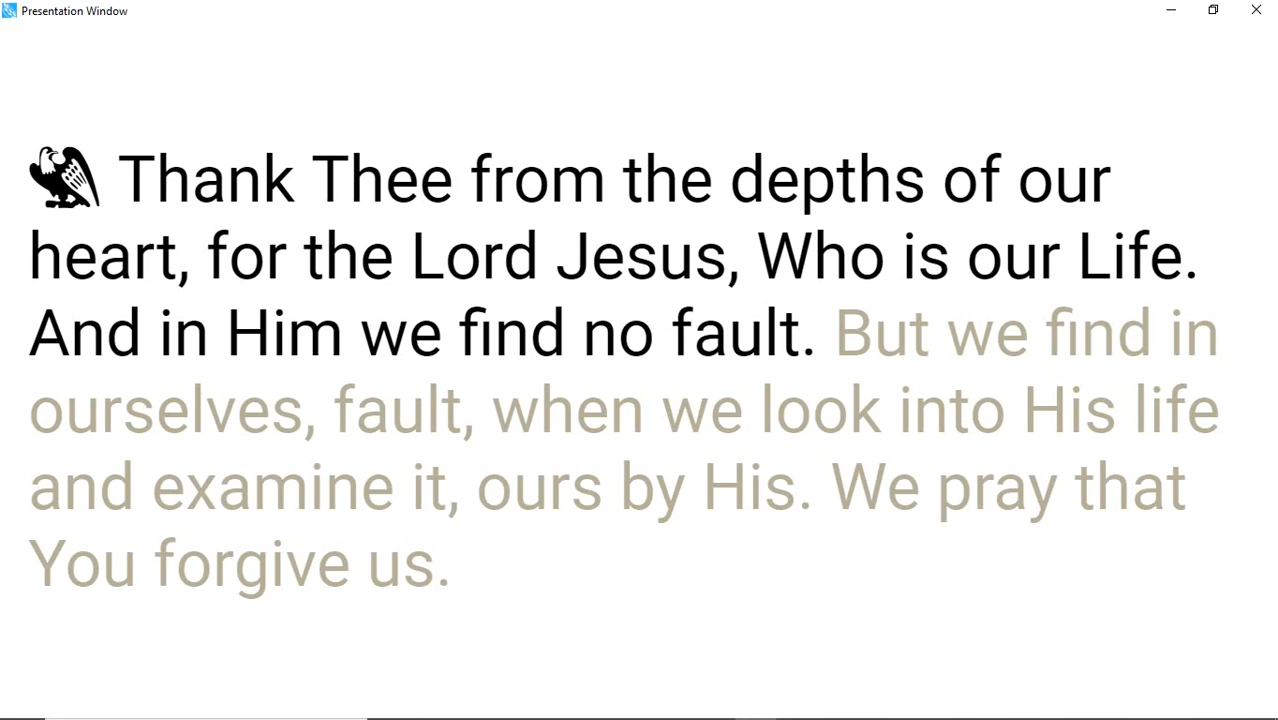 Presentation Window
Thank Thee from the depths of our
heart, for the Lord Jesus, Who is our Life.
And in Him we find no fault. But we find in
ourselves, fault, when we look into His life
and examine it, ours by His. We pray that
You forgive us.